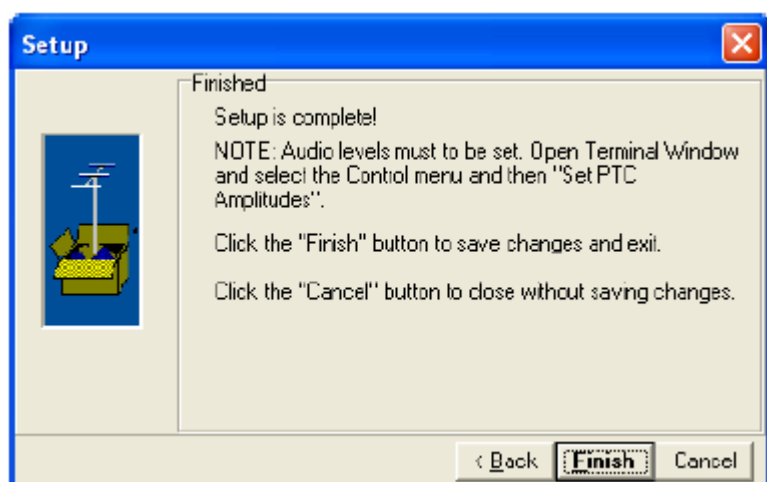 Setup
Finished
Setup is complete!
NOTE: Audio levels must to be set. Open Terminal Window
and select the Control menu and then "Set PTC
Amplitudes".
Click the "Finish" button to save changes and exit.
Click the "Cancel" button to close without saving changes.
< Back Finish Cancel